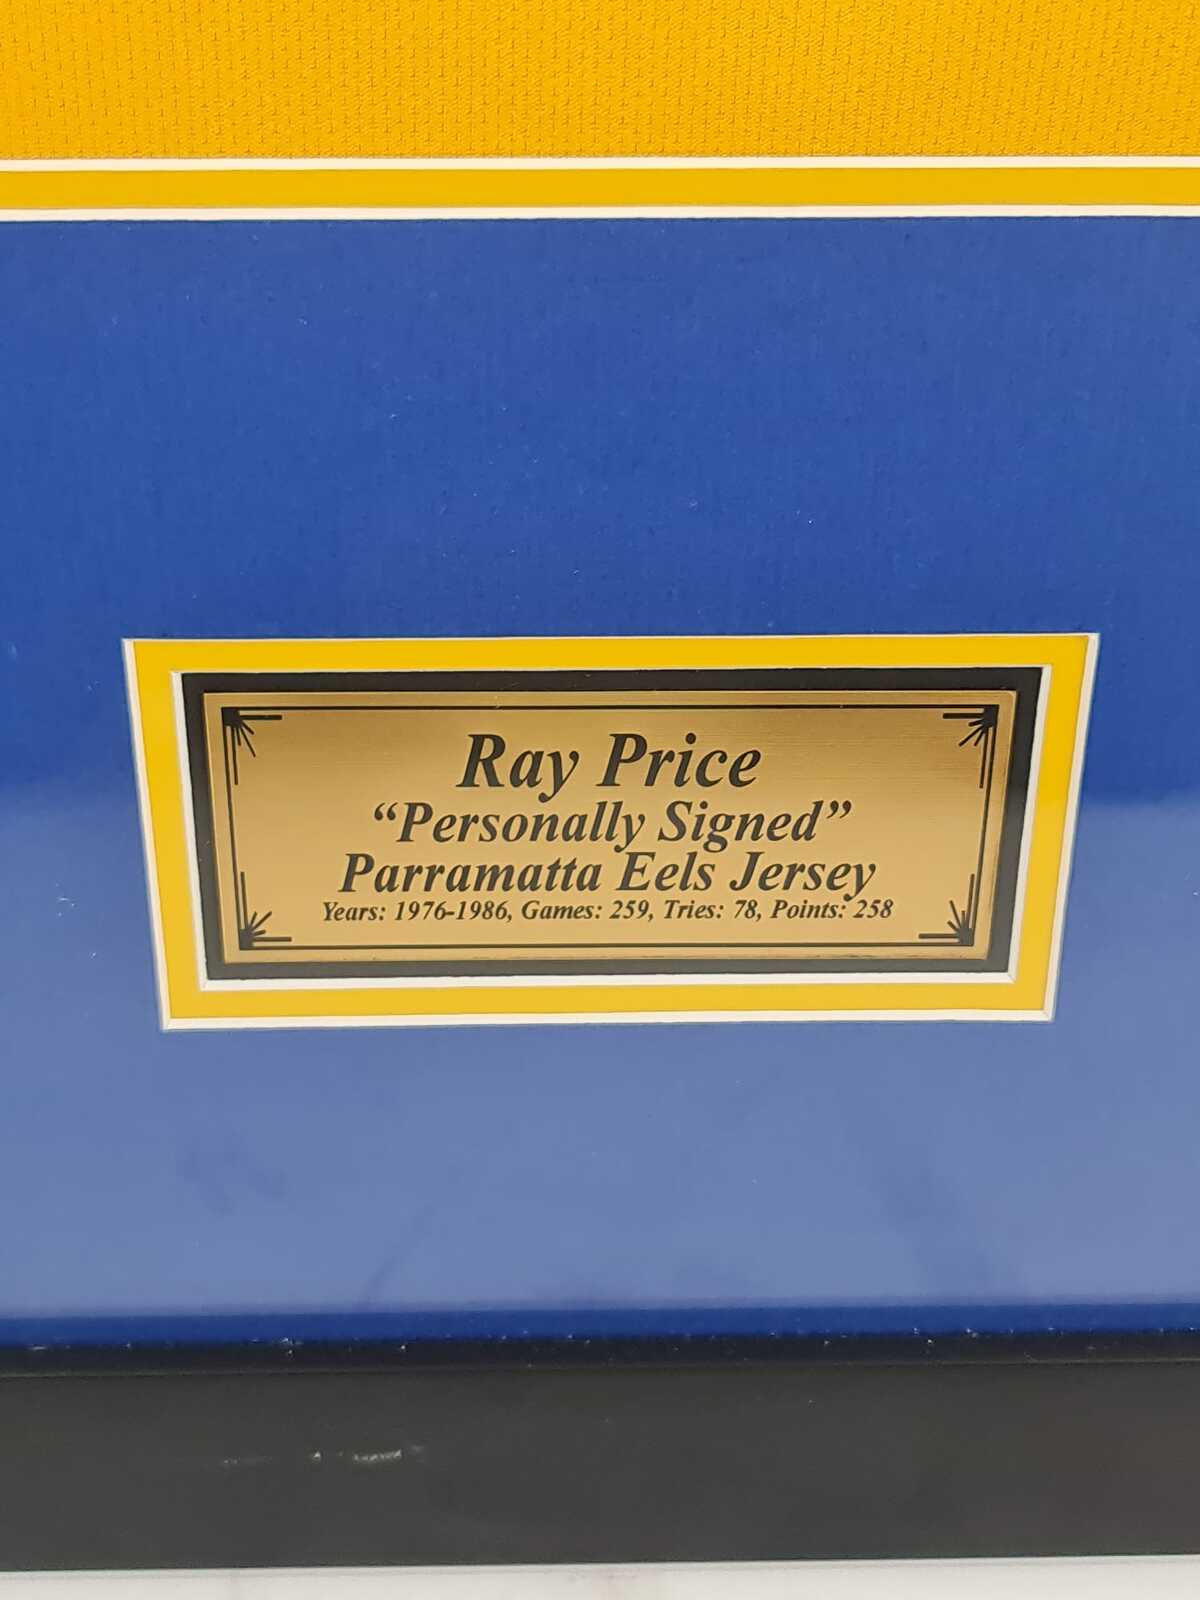 Ray Price
“Personally Signed”
Parramatta Eels Jersey
Years: 1976-1986, Games: 259, Tries: 78, Points: 258